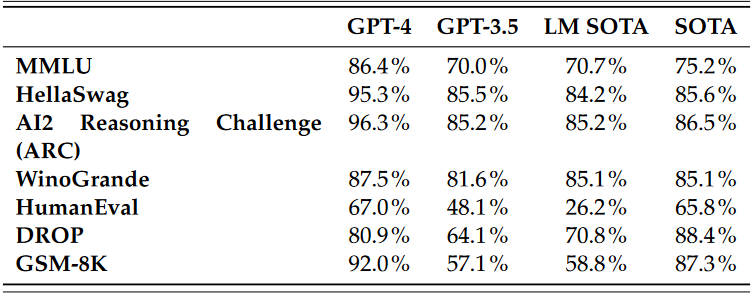 GPT-4 GPT-3.5 LM SOTA SOTA
MMLU 86.4% 70.0% 70.7% 75.2%
HellaSwag 95.3% 85.5% 84.2% 85.6%
AI2 Reasoning Challenge 96.3% 85.2% 85.2% 86.5%
(ARC)
WinoGrande 87.5% 81.6% 85.1% 85.1%
HumanEval 67.0% 48.1% 26.2% 65.8%
DROP 80.9% 64.1% 70.8% 88.4%
GSM-8K 92.0% 57.1% 58.8% 87.3%